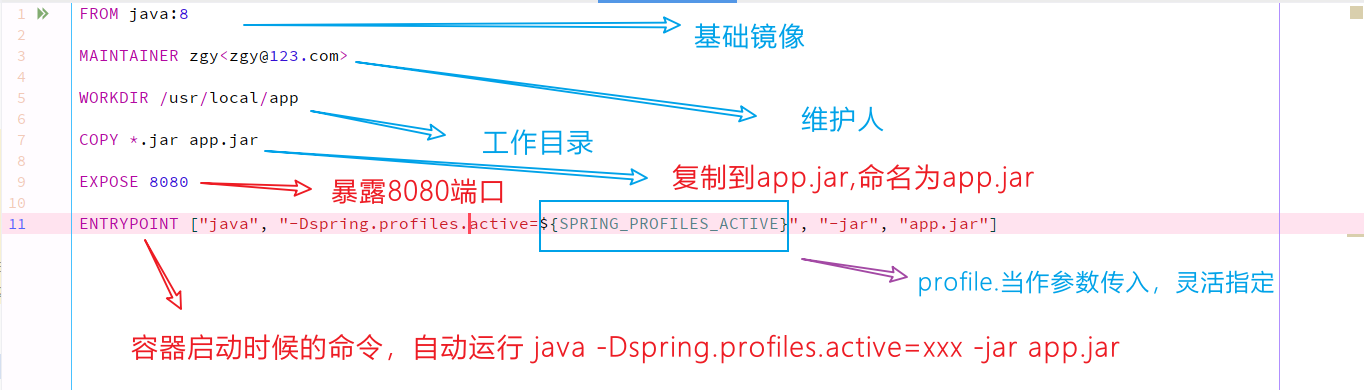 1 FROM java:8
基础镜像
2
3 MAINTAINER zgy<zgy@123.com>
4
5 WORKDIR /usr/local/app
维护人
6
工作目录
7 COPY *.jar app.jar
8
复制到app.jar,命名为app.jar
9 EXPOSE 8080
暴露8080端口
10
11 ENTRYPOINT ["java", "-Dspring.profiles.active=${SPRING_PROFILES_ACTIVE}", "-jar", "app.jar"]
profile.当作参数传入，灵活指定
容器启动时候的命令，自动运行 java -Dspring.profiles.active=xxx -jar app.jar